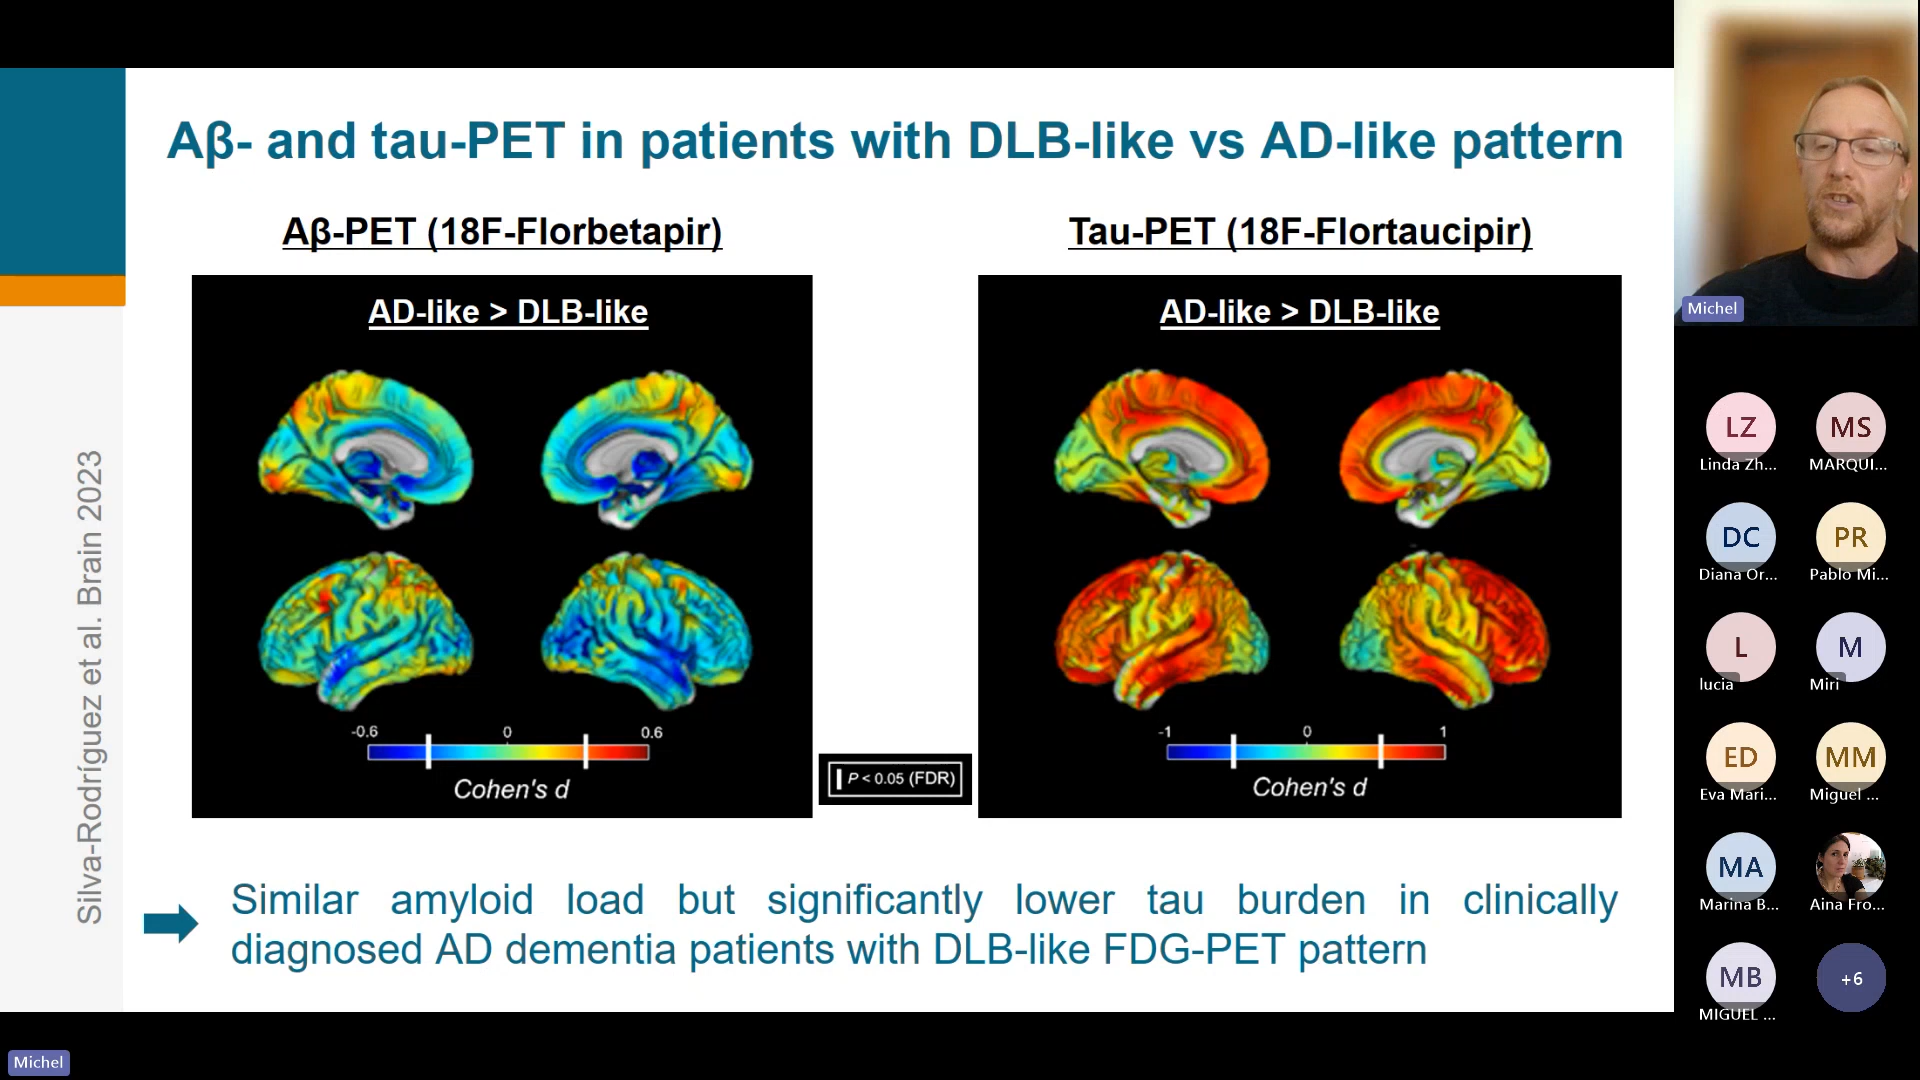 Aβ- and tau-PET in patients with DLB-like vs AD-like pattern
Aβ-PET (18F-Florbetapir)
AD-like > DLB-like
-0.6 0 0.6
Cohen's d
P < 0.05 (FDR)
Tau-PET (18F-Flortaucipir)
AD-like > DLB-like
-1 0 1
Cohen's d
Similar amyloid load but significantly lower tau burden in clinically
diagnosed AD dementia patients with DLB-like FDG-PET pattern
Silva-Rodríguez et al. Brain 2023
Michel
Michel
LZ
Linda Zh...
MS
MARQUI...
DC
Diana Or...
PR
Pablo Mi...
L
lucia
M
Miri
ED
Eva Mari...
MM
Miguel ...
MA
Marina B...
Aina Fro...
MB
MIGUEL ...
+6